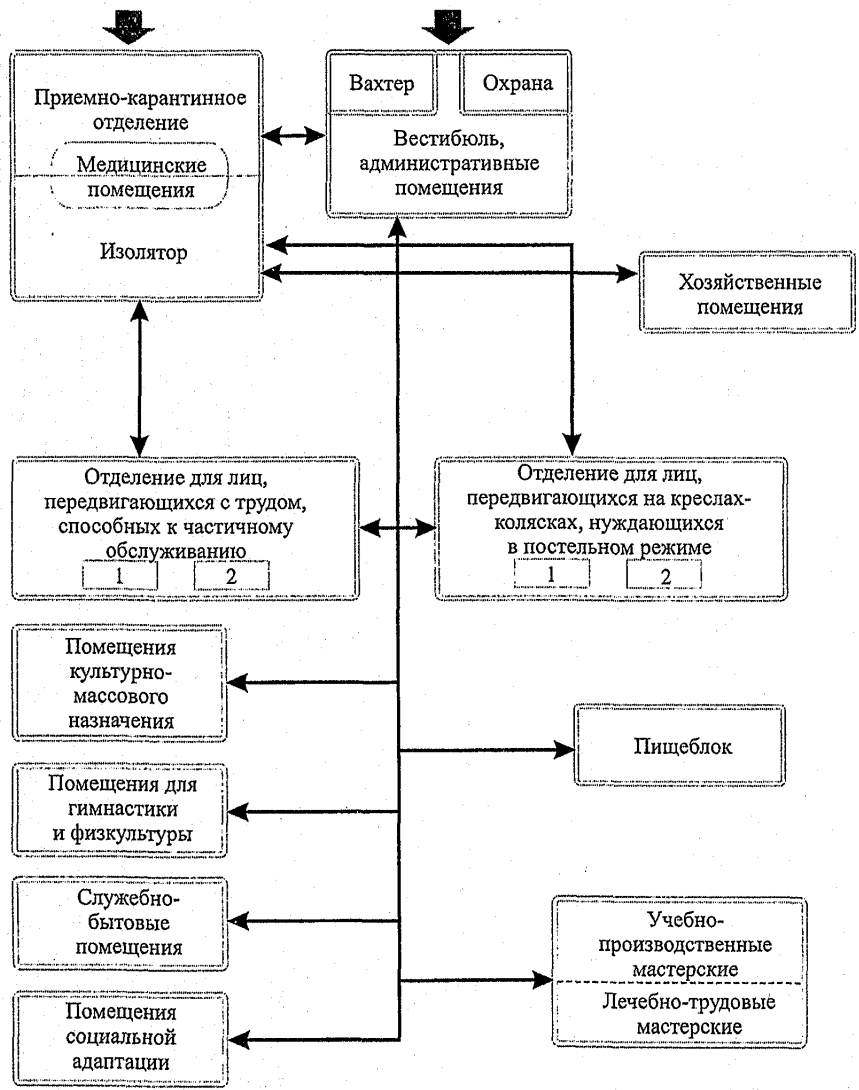 Приемно-карантинное
отделение
Медицинские
помещения
Изолятор
Вахтер
Охрана
Вестибюль,
административные
помещения
Хозяйственные
помещения
Отделение для лиц,
передвигающихся с трудом,
способных к частичному
обслуживанию
1
2
Отделение для лиц,
передвигающихся на креслах-
колясках, нуждающихся
в постельном режиме
1
2
Помещения
культурно-
массового
назначения
Пищеблок
Помещения для
гимнастики
и физкультуры
Служебно-
бытовые
помещения
Учебно-
производственные
мастерские
Лечебно-трудовые
мастерские
Помещения
социальной
адаптации